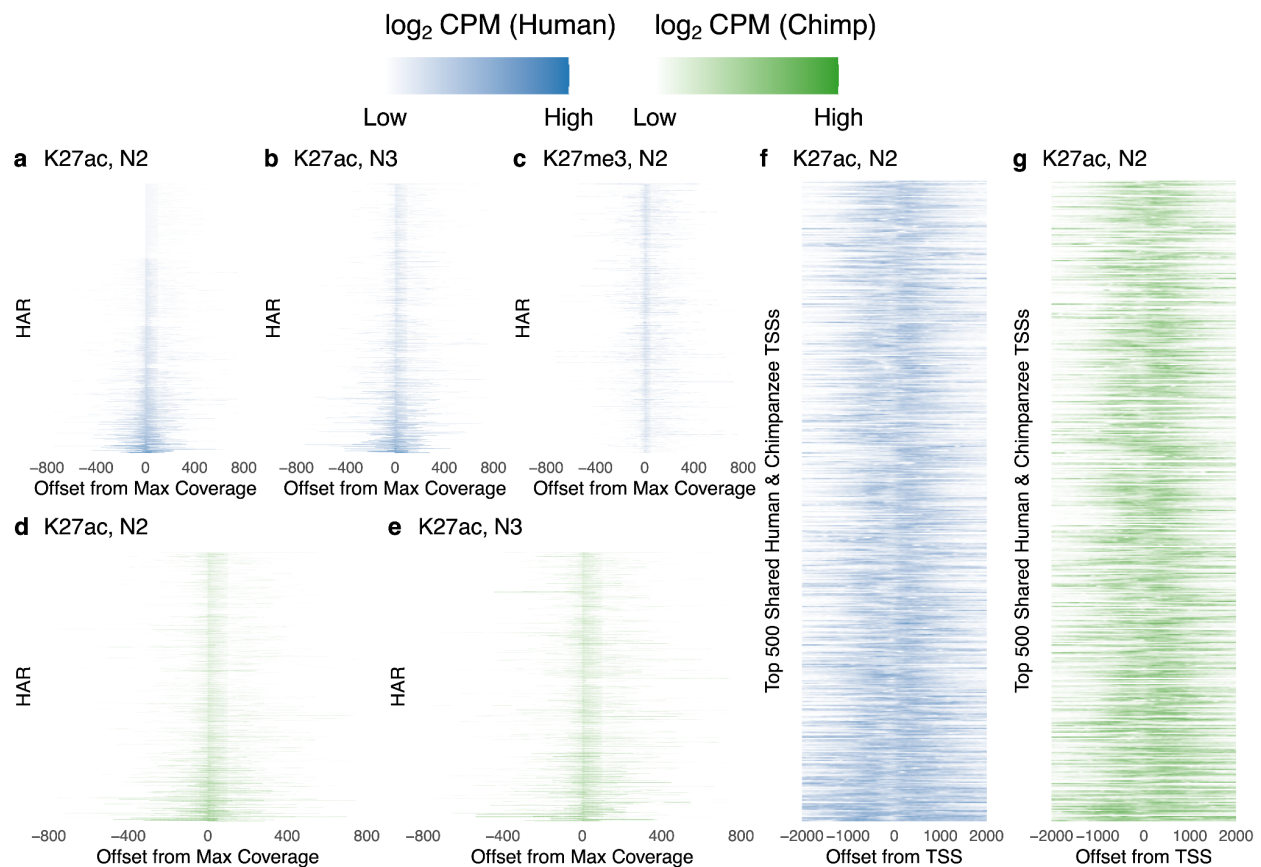 log2 CPM (Human) log2 CPM (Chimp)
Low High Low High
a K27ac, N2
HAR
−800 −400 0 400 800
Offset from Max Coverage
b K27ac, N3
HAR
−800 −400 0 400 800
Offset from Max Coverage
c K27me3, N2
HAR
−800 −400 0 400 800
Offset from Max Coverage
d K27ac, N2
HAR
−800 −400 0 400 800
Offset from Max Coverage
e K27ac, N3
HAR
−800 −400 0 400 800
Offset from Max Coverage
f K27ac, N2
Top 500 Shared Human & Chimpanzee TSSs
−2000 −1000 0 1000 2000
Offset from TSS
g K27ac, N2
Top 500 Shared Human & Chimpanzee TSSs
−2000 −1000 0 1000 2000
Offset from TSS